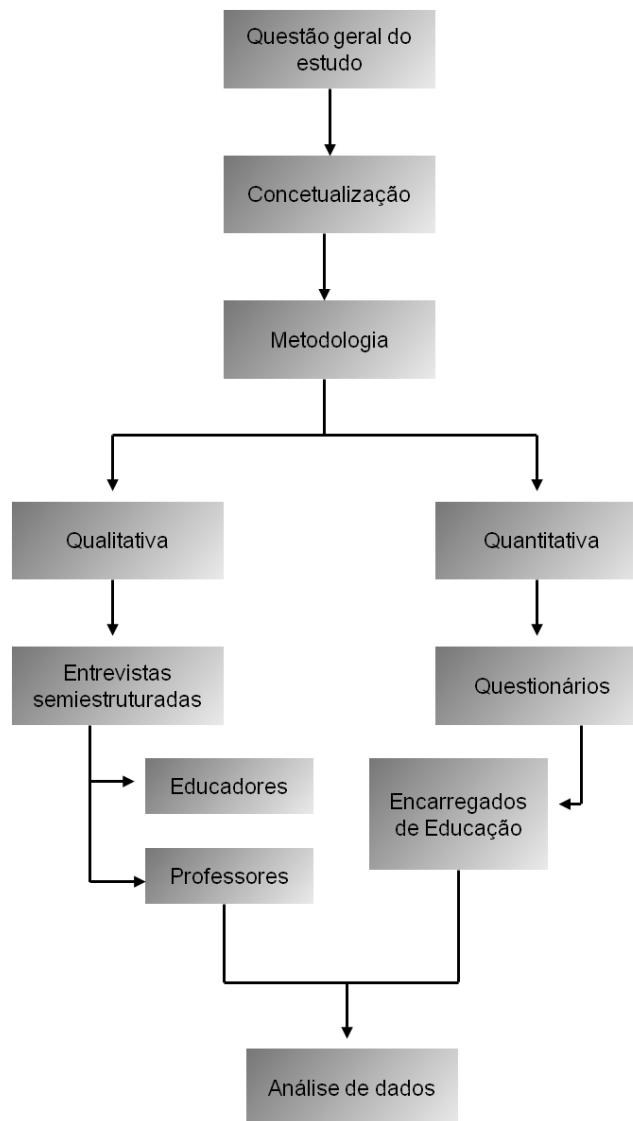 Questão geral do
estudo
Concetualização
Metodologia
Qualitativa
Quantitativa
Entrevistas
semiestruturadas
Questionários
Educadores
Encarregados
de Educação
Professores
Análise de dados